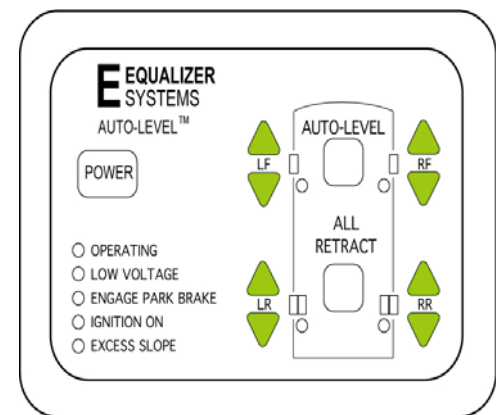 E EQUALIZER
SYSTEMS
AUTO-LEVEL™
POWER
OPERATING
LOW VOLTAGE
ENGAGE PARK BRAKE
IGNITION ON
EXCESS SLOPE
AUTO-LEVEL
LF
RF
ALL
RETRACT
LR
RR